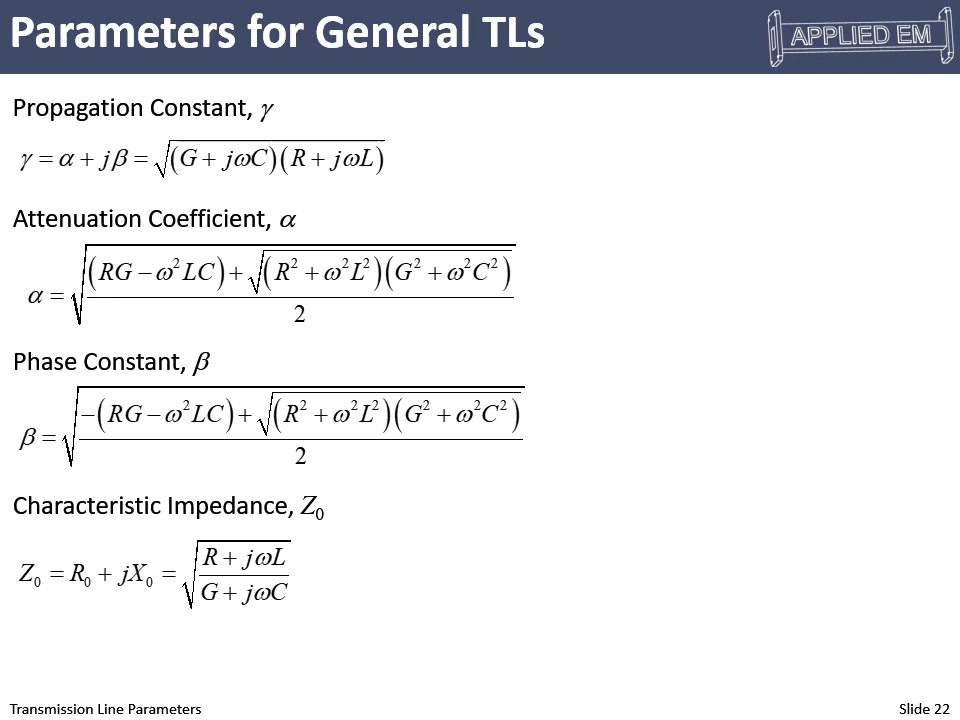 Parameters for General TLs
APPLIED EM
Propagation Constant, γ
γ = α + jβ = √((G + jωC)(R + jωL))
Attenuation Coefficient, α
α = √(((RG − ω²LC) + √((R² + ω²L²)(G² + ω²C²))) / 2)
Phase Constant, β
β = √((−(RG − ω²LC) + √((R² + ω²L²)(G² + ω²C²))) / 2)
Characteristic Impedance, Z₀
Z₀ = R₀ + jX₀ = √((R + jωL) / (G + jωC))
Transmission Line Parameters
Slide 22